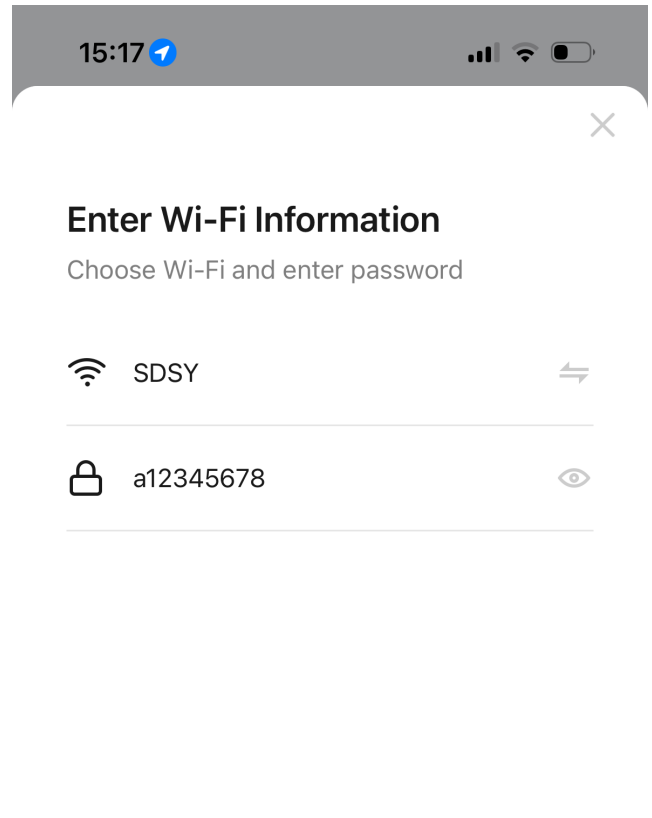 15:17
Enter Wi-Fi Information
Choose Wi-Fi and enter password
SDSY
a12345678